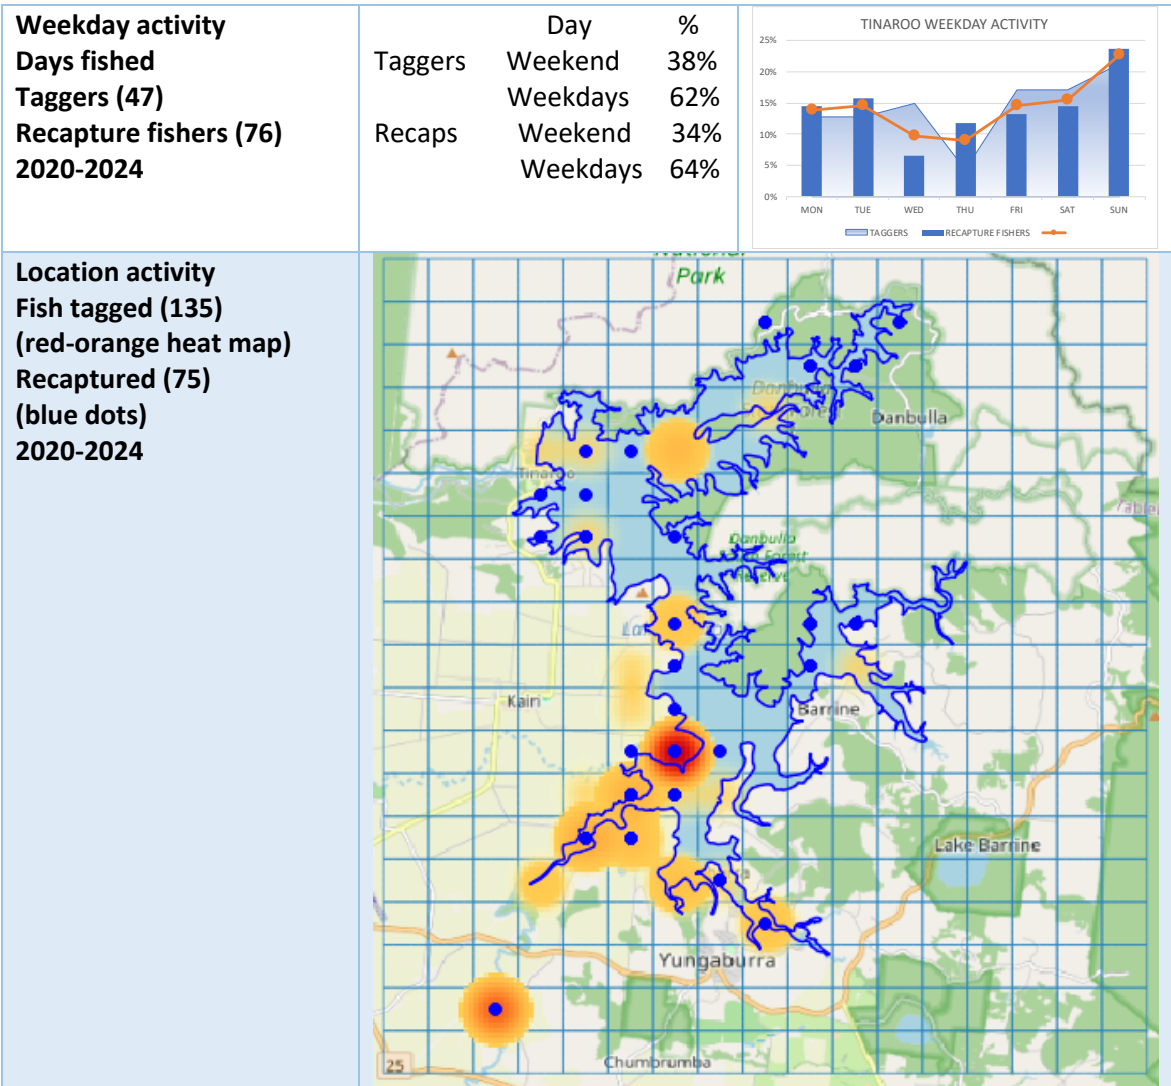 Weekday activity
Days fished
Taggers (47)
Recapture fishers (76)
2020-2024
Day %
Taggers Weekend 38%
Weekdays 62%
Recaps Weekend 34%
Weekdays 64%
TINAROO WEEKDAY ACTIVITY
25%
20%
15%
10%
5%
0%
MON TUE WED THU FRI SAT SUN
TAGGERS RECAPTURE FISHERS
Location activity
Fish tagged (135)
(red-orange heat map)
Recaptured (75)
(blue dots)
2020-2024
Park
Danbulla
Tinaroo
Danbulla
Forest
Reserve
Kairi
Barrine
Lake Barrine
Yungaburra
25
Chumbrumba